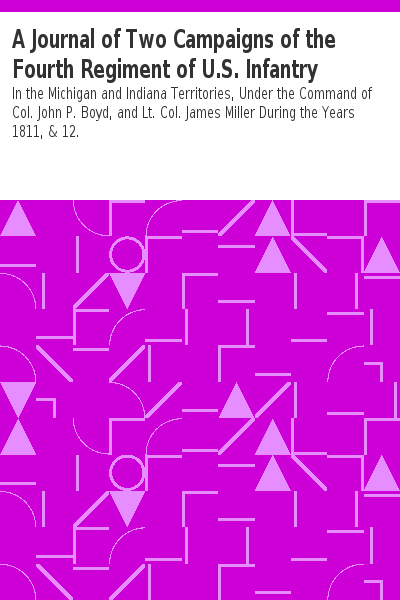 A Journal of Two Campaigns of the
Fourth Regiment of U.S. Infantry
In the Michigan and Indiana Territories, Under the Command of
Col. John P. Boyd, and Lt. Col. James Miller During the Years
1811, & 12.